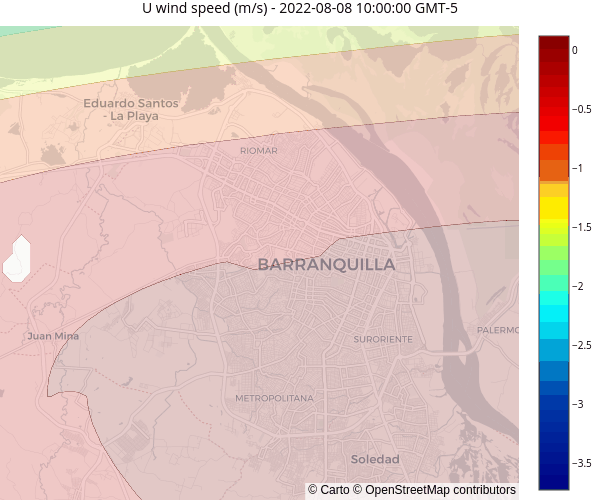 U wind speed (m/s) - 2022-08-08 10:00:00 GMT-5
0
Eduardo Santos
- La Playa
−0.5
RIOMAR
−1
−1.5
BARRANQUILLA
−2
Juan Mina
PALERMO
SURORIENTE
−2.5
METROPOLITANA
−3
Soledad
−3.5
© Carto © OpenStreetMap contributors